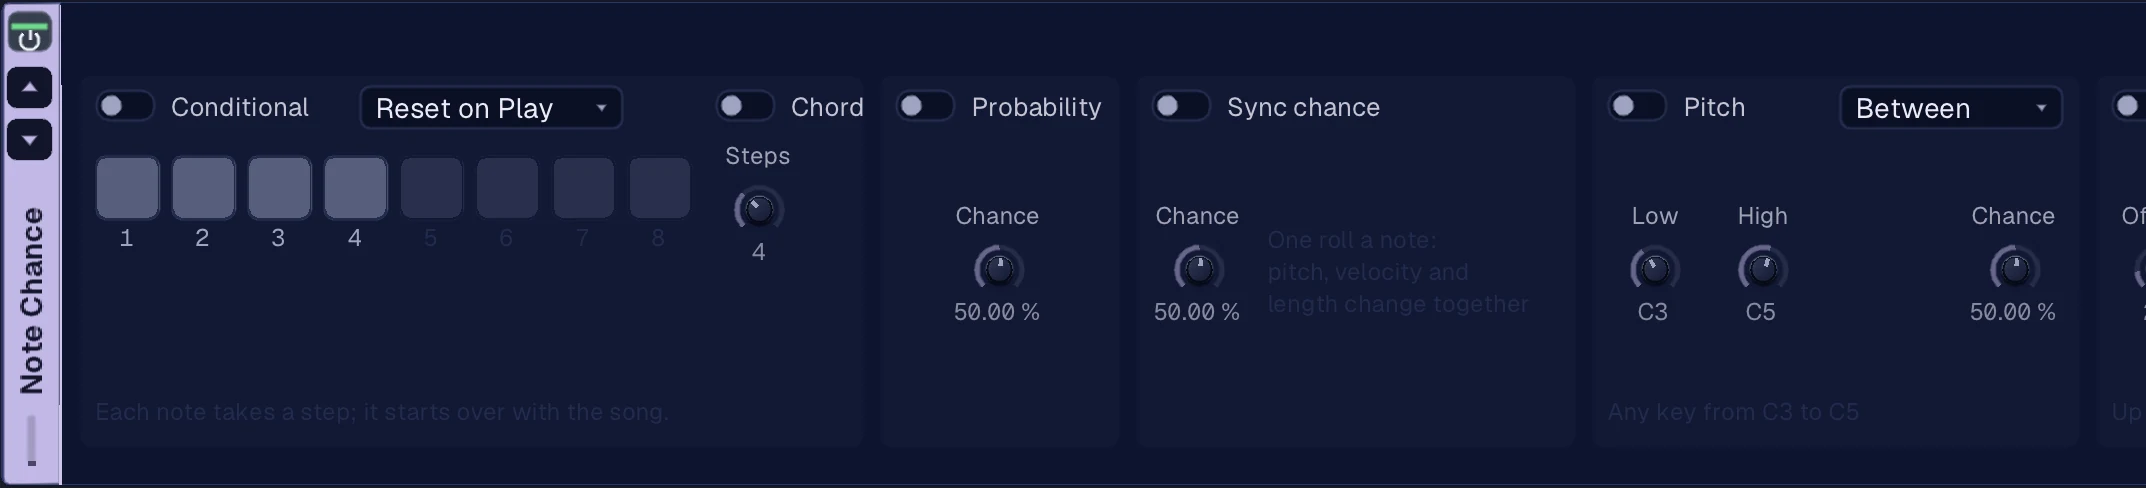 Note Chance
Conditional
Reset on Play
Chord
Steps
4
1 2 3 4 5 6 7 8
Each note takes a step; it starts over with the song.
Probability
Chance
50.00 %
Sync chance
Chance
50.00 %
One roll a note:
pitch, velocity and
length change together
Pitch
Between
Low
C3
High
C5
Chance
50.00 %
Any key from C3 to C5
Up